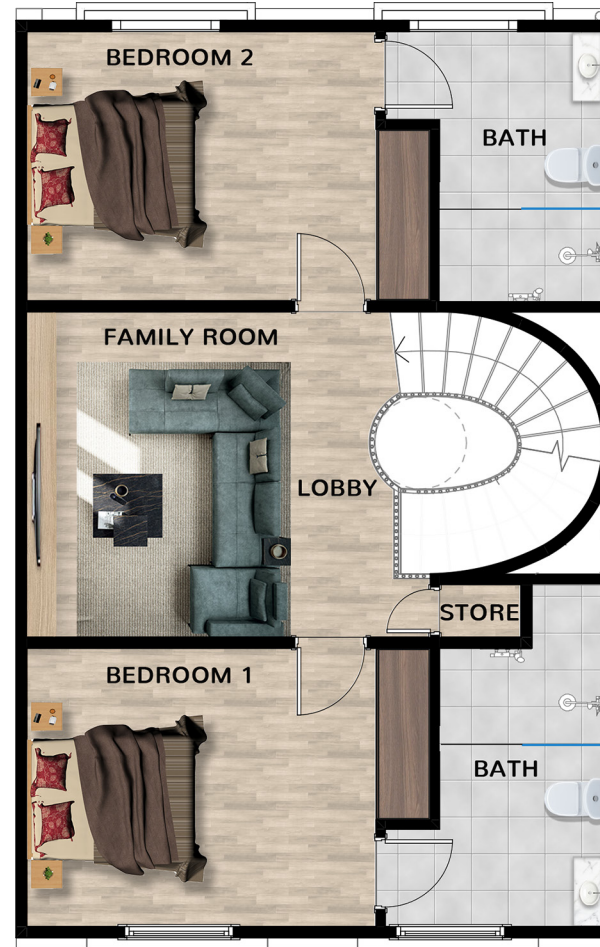 BEDROOM 2
BATH
FAMILY ROOM
LOBBY
STORE
BEDROOM 1
BATH